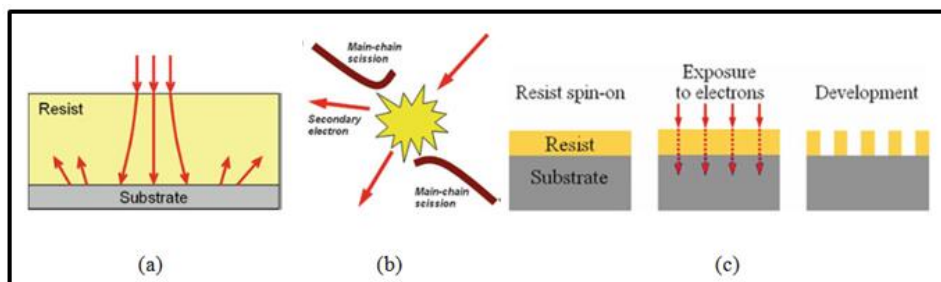 Resist
Substrate
(a)
Main-chain
scission
Secondary
electron
Main-chain
scission
(b)
Resist spin-on
Exposure
to electrons
Development
Resist
Substrate
(c)